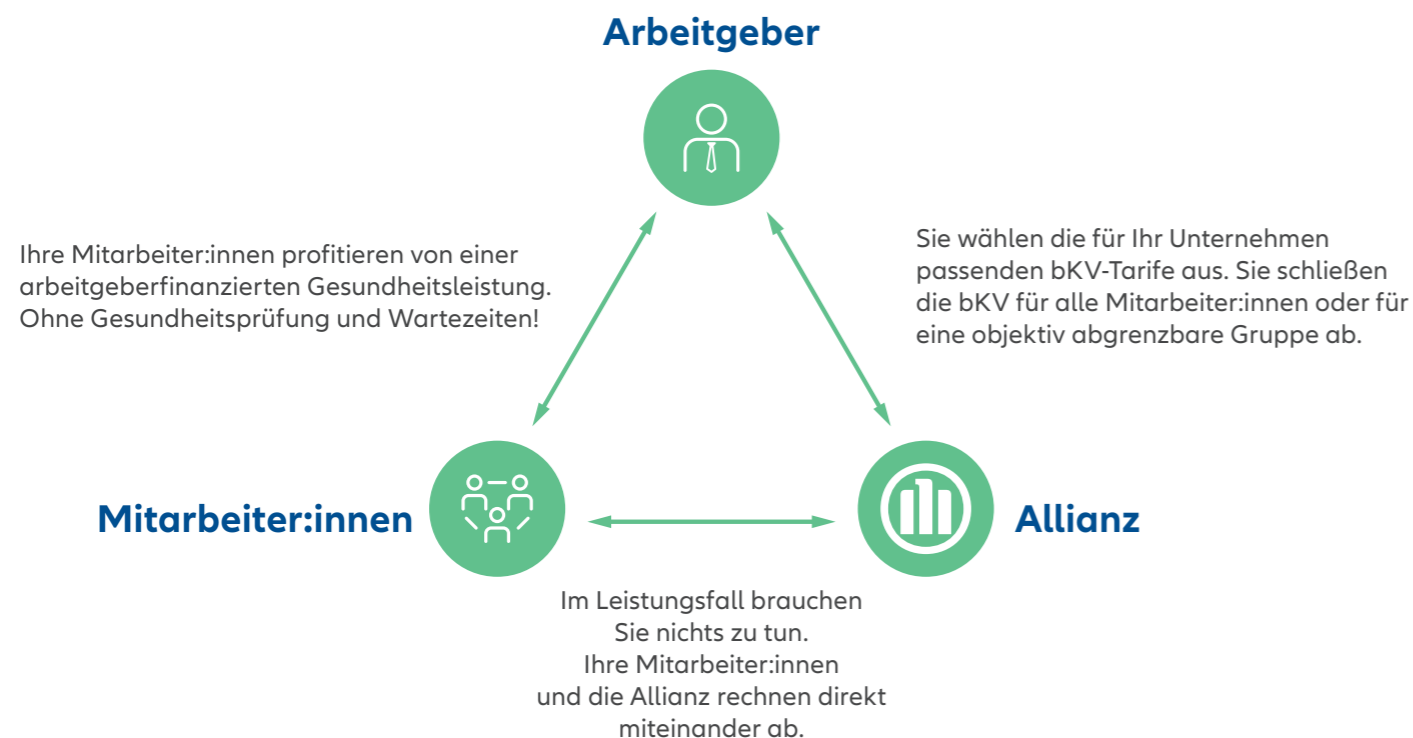 Arbeitgeber
Ihre Mitarbeiter:innen profitieren von einer
arbeitgeberfinanzierten Gesundheitsleistung.
Ohne Gesundheitsprüfung und Wartezeiten!
Sie wählen die für Ihr Unternehmen
passenden bKV-Tarife aus. Sie schließen
die bKV für alle Mitarbeiter:innen oder für
eine objektiv abgrenzbare Gruppe ab.
Mitarbeiter:innen
Allianz
Im Leistungsfall brauchen
Sie nichts zu tun.
Ihre Mitarbeiter:innen
und die Allianz rechnen direkt
miteinander ab.